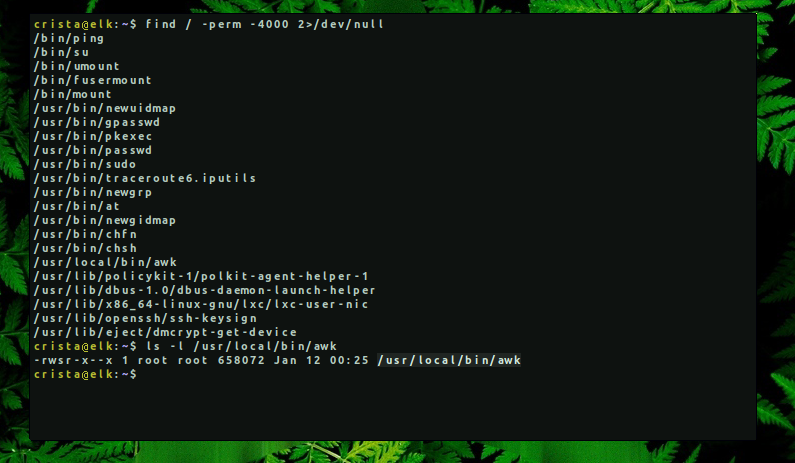 crista@elk:~$ find / -perm -4000 2>/dev/null
/bin/ping
/bin/su
/bin/umount
/bin/fusermount
/bin/mount
/usr/bin/newuidmap
/usr/bin/gpasswd
/usr/bin/pkexec
/usr/bin/passwd
/usr/bin/sudo
/usr/bin/traceroute6.iputils
/usr/bin/newgrp
/usr/bin/at
/usr/bin/newgidmap
/usr/bin/chfn
/usr/bin/chsh
/usr/local/bin/awk
/usr/lib/policykit-1/polkit-agent-helper-1
/usr/lib/dbus-1.0/dbus-daemon-launch-helper
/usr/lib/x86_64-linux-gnu/lxc/lxc-user-nic
/usr/lib/openssh/ssh-keysign
/usr/lib/eject/dmcrypt-get-device
crista@elk:~$ ls -l /usr/local/bin/awk
-rwsr-x--x 1 root root 658072 Jan 12 00:25 /usr/local/bin/awk
crista@elk:~$